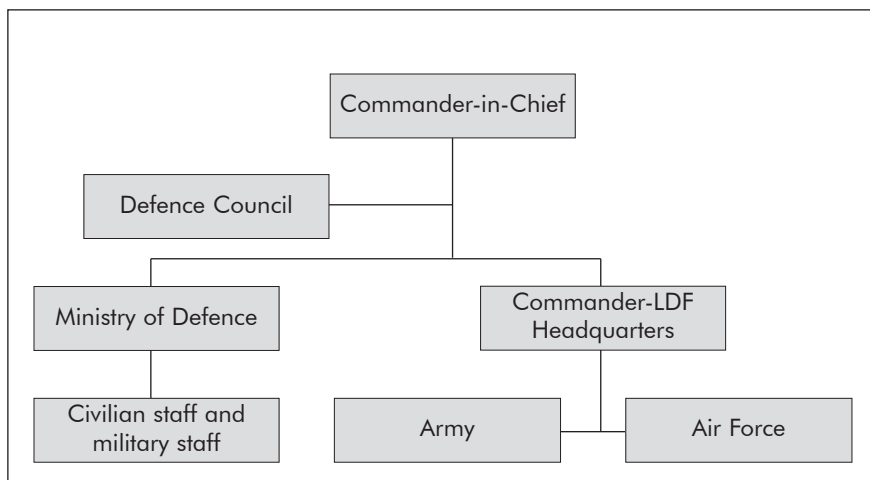 Commander-in-Chief
Defence Council
Ministry of Defence
Commander-LDF
Headquarters
Civilian staff and
military staff
Army
Air Force